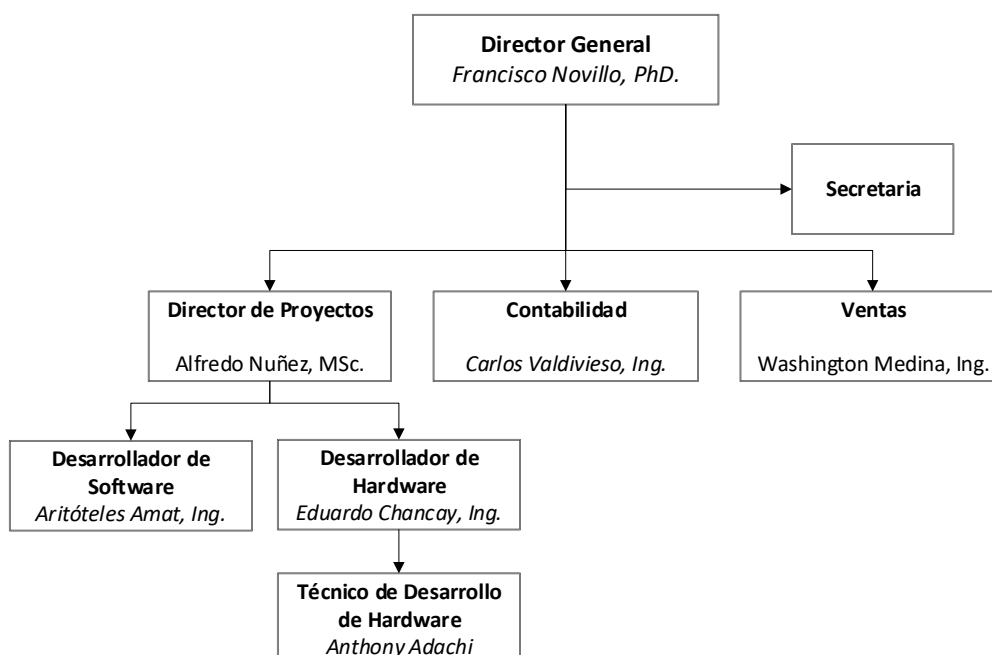 Director General
Francisco Novillo, PhD.
Secretaria
Director de Proyectos
Alfredo Nuñez, MSc.
Contabilidad
Carlos Valdivieso, Ing.
Ventas
Washington Medina, Ing.
Desarrollador de
Software
Aritóteles Amat, Ing.
Desarrollador de
Hardware
Eduardo Chancay, Ing.
Técnico de Desarrollo
de Hardware
Anthony Adachi